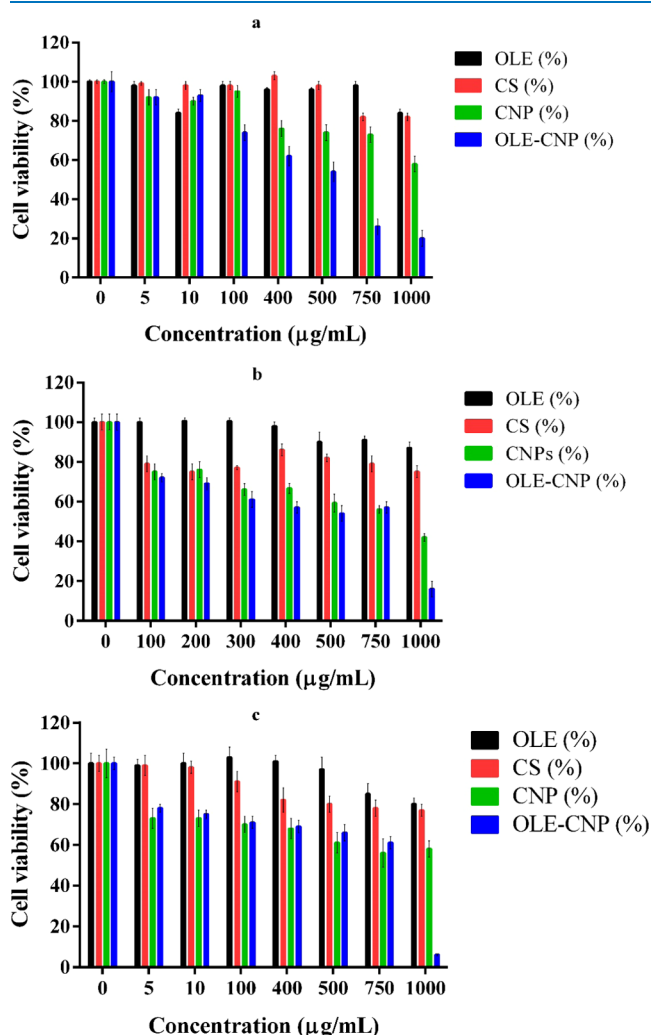 a
120
100
80
60
40
20
0
Cell viability (%)
0 5 10 100 400 500 750 1000
Concentration (μg/mL)
OLE (%)
CS (%)
CNP (%)
OLE-CNP (%)
b
120
100
80
60
40
20
0
Cell viability (%)
0 100 200 300 400 500 750 1000
Concentration (μg/mL)
OLE (%)
CS (%)
CNPs (%)
OLE-CNP (%)
c
120
100
80
60
40
20
0
Cell viability (%)
0 5 10 100 400 500 750 1000
Concentration (μg/mL)
OLE (%)
CS (%)
CNP (%)
OLE-CNP (%)